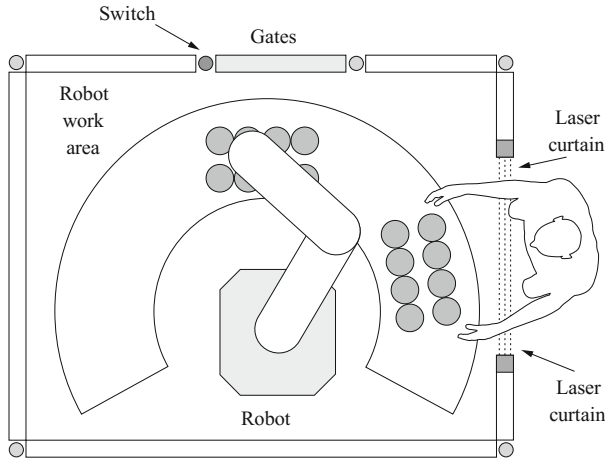 Switch
Gates
Robot
work
area
Laser
curtain
Robot
Laser
curtain